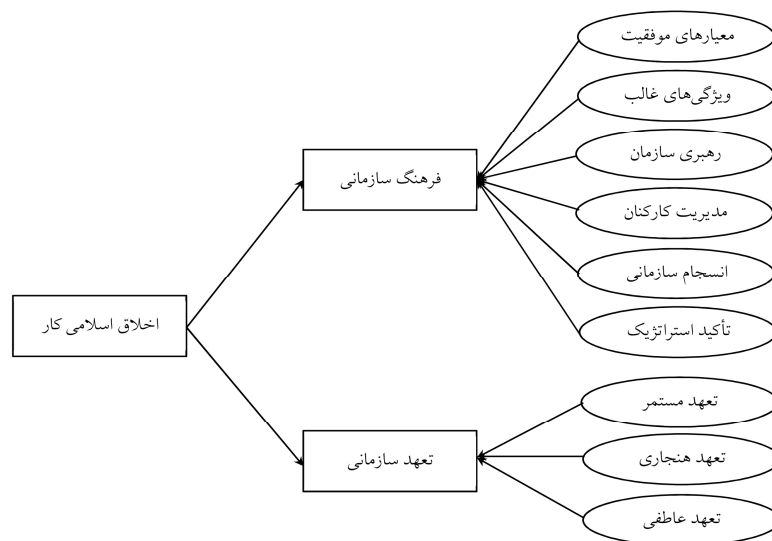 معیارهای موفقیت
ویژگی‌های غالب
رهبری سازمان
فرهنگ سازمانی
مدیریت کارکنان
انسجام سازمانی
اخلاق اسلامی کار
تأکید استراتژیک
تعهد مستمر
تعهد سازمانی
تعهد هنجاری
تعهد عاطفی